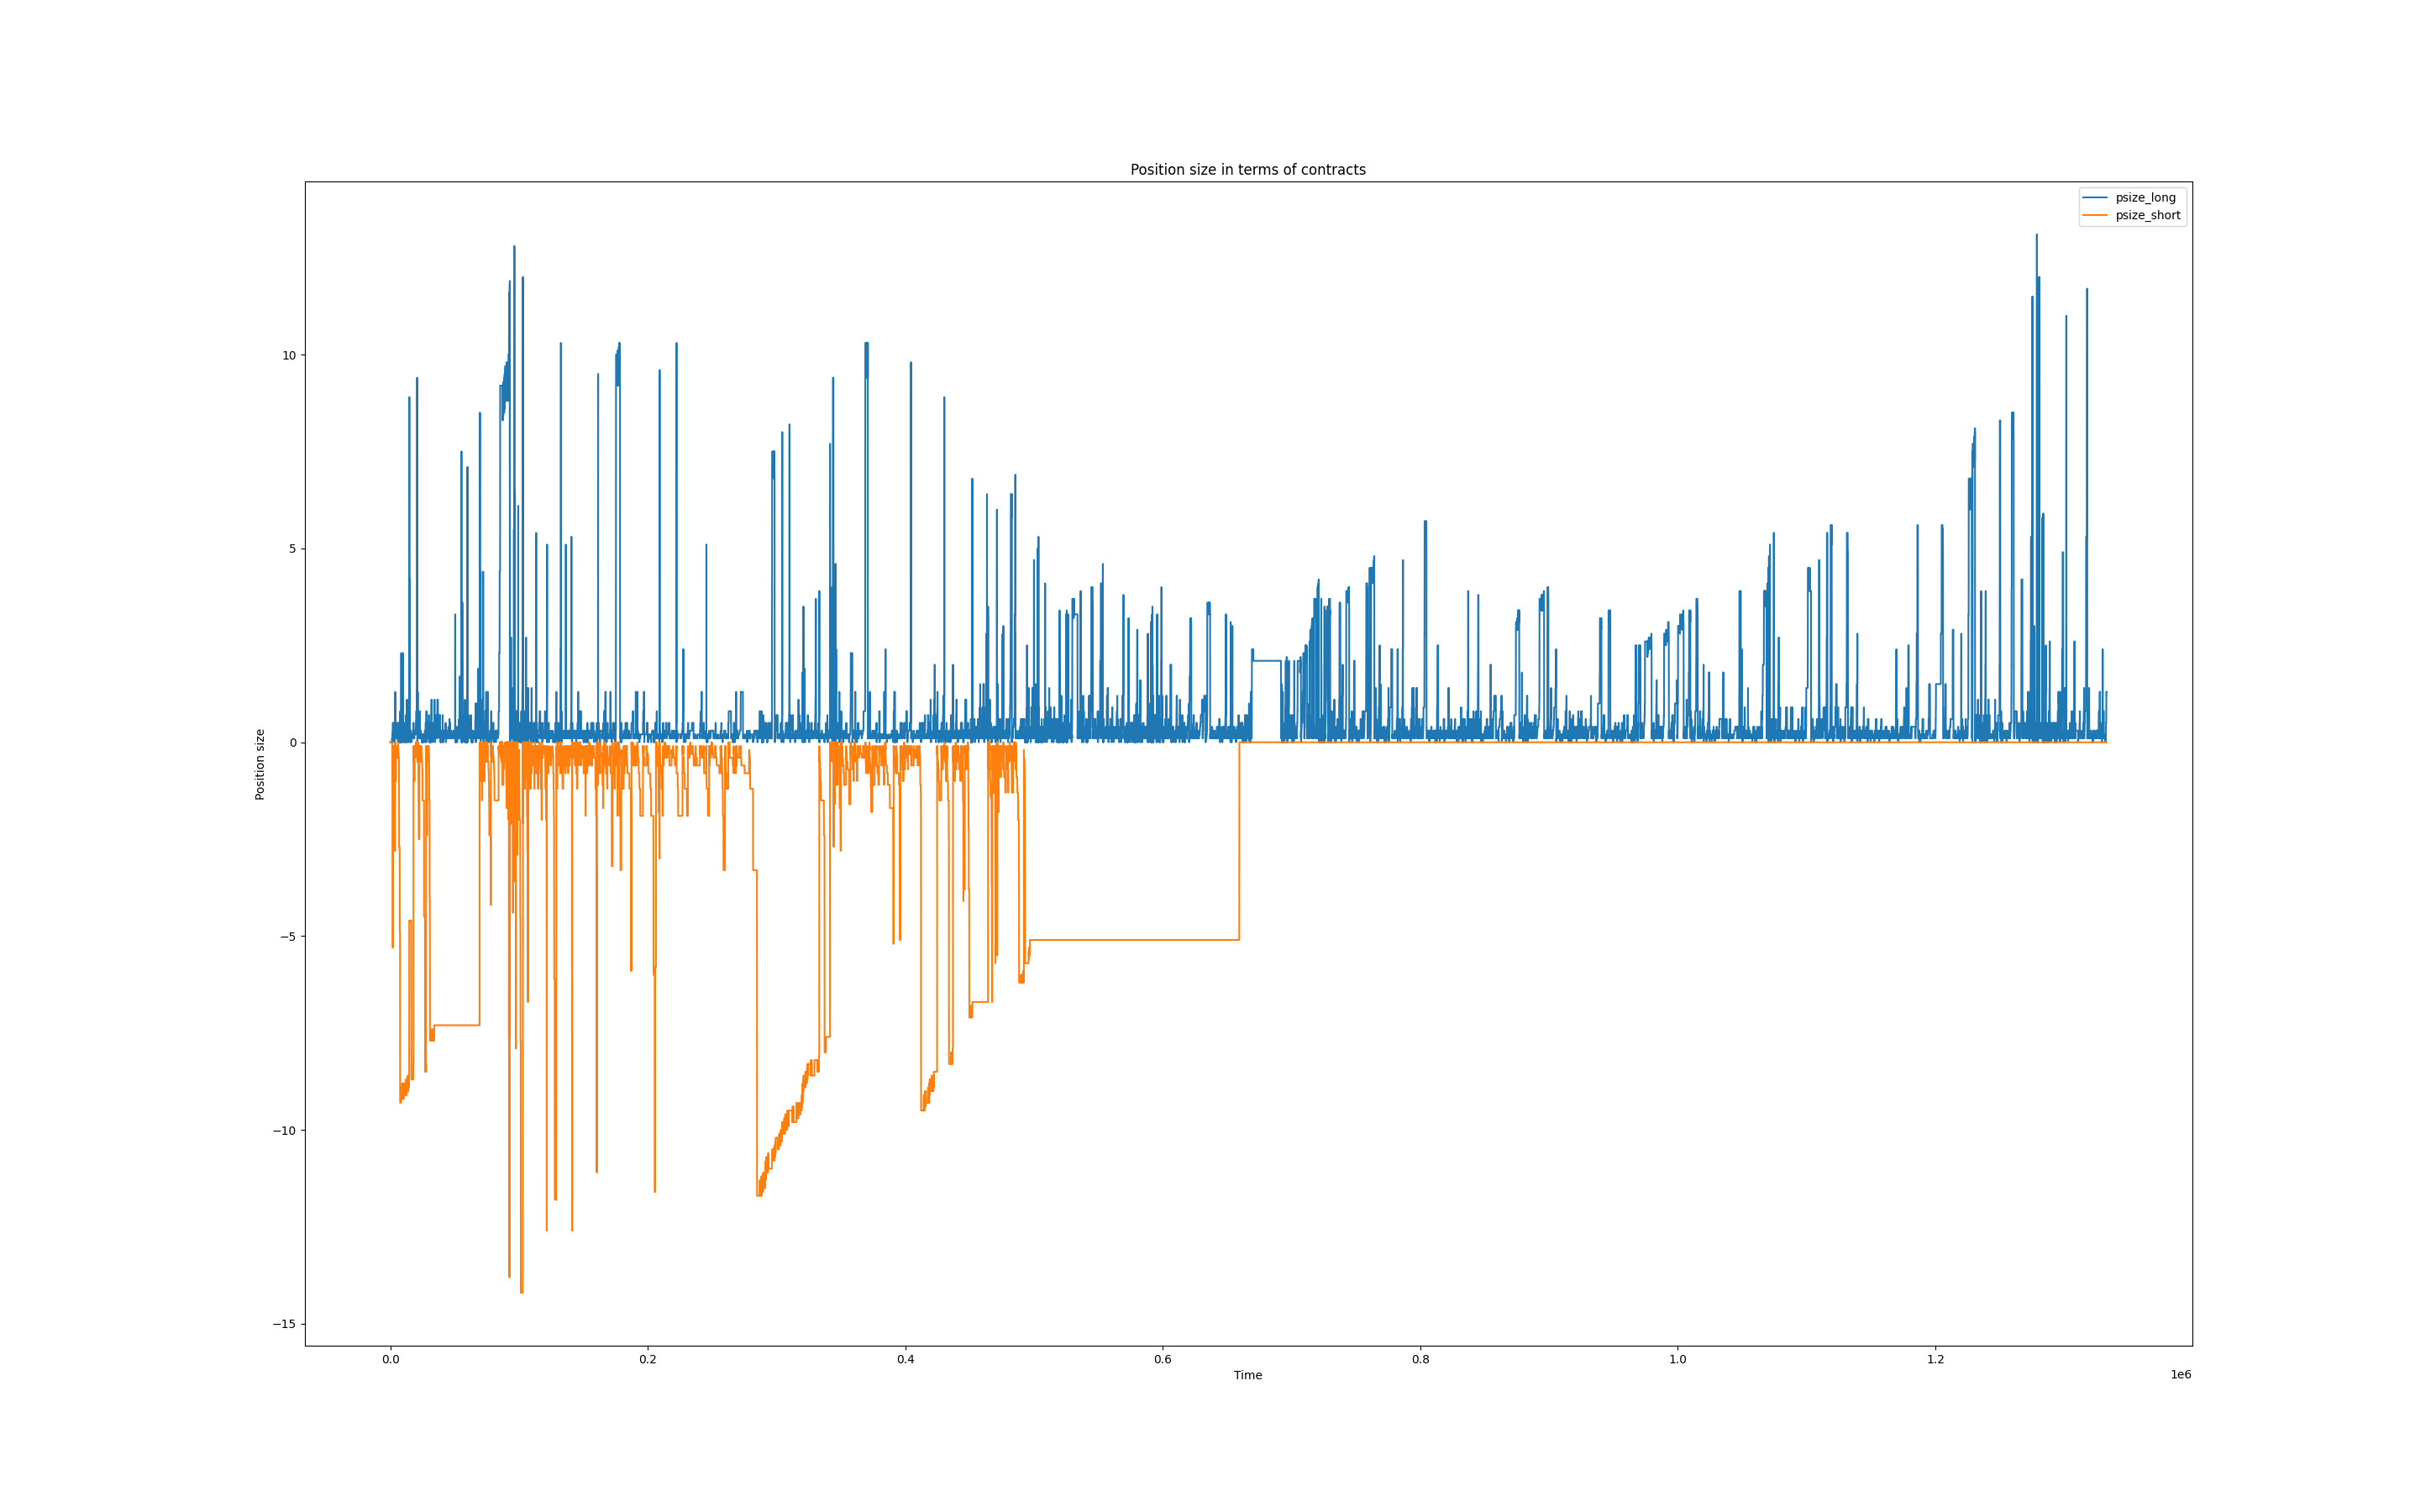 Position size in terms of contracts
psize_long
psize_short
10
5
0
−5
−10
−15
Position size
0.0 0.2 0.4 0.6 0.8 1.0 1.2
Time
1e6